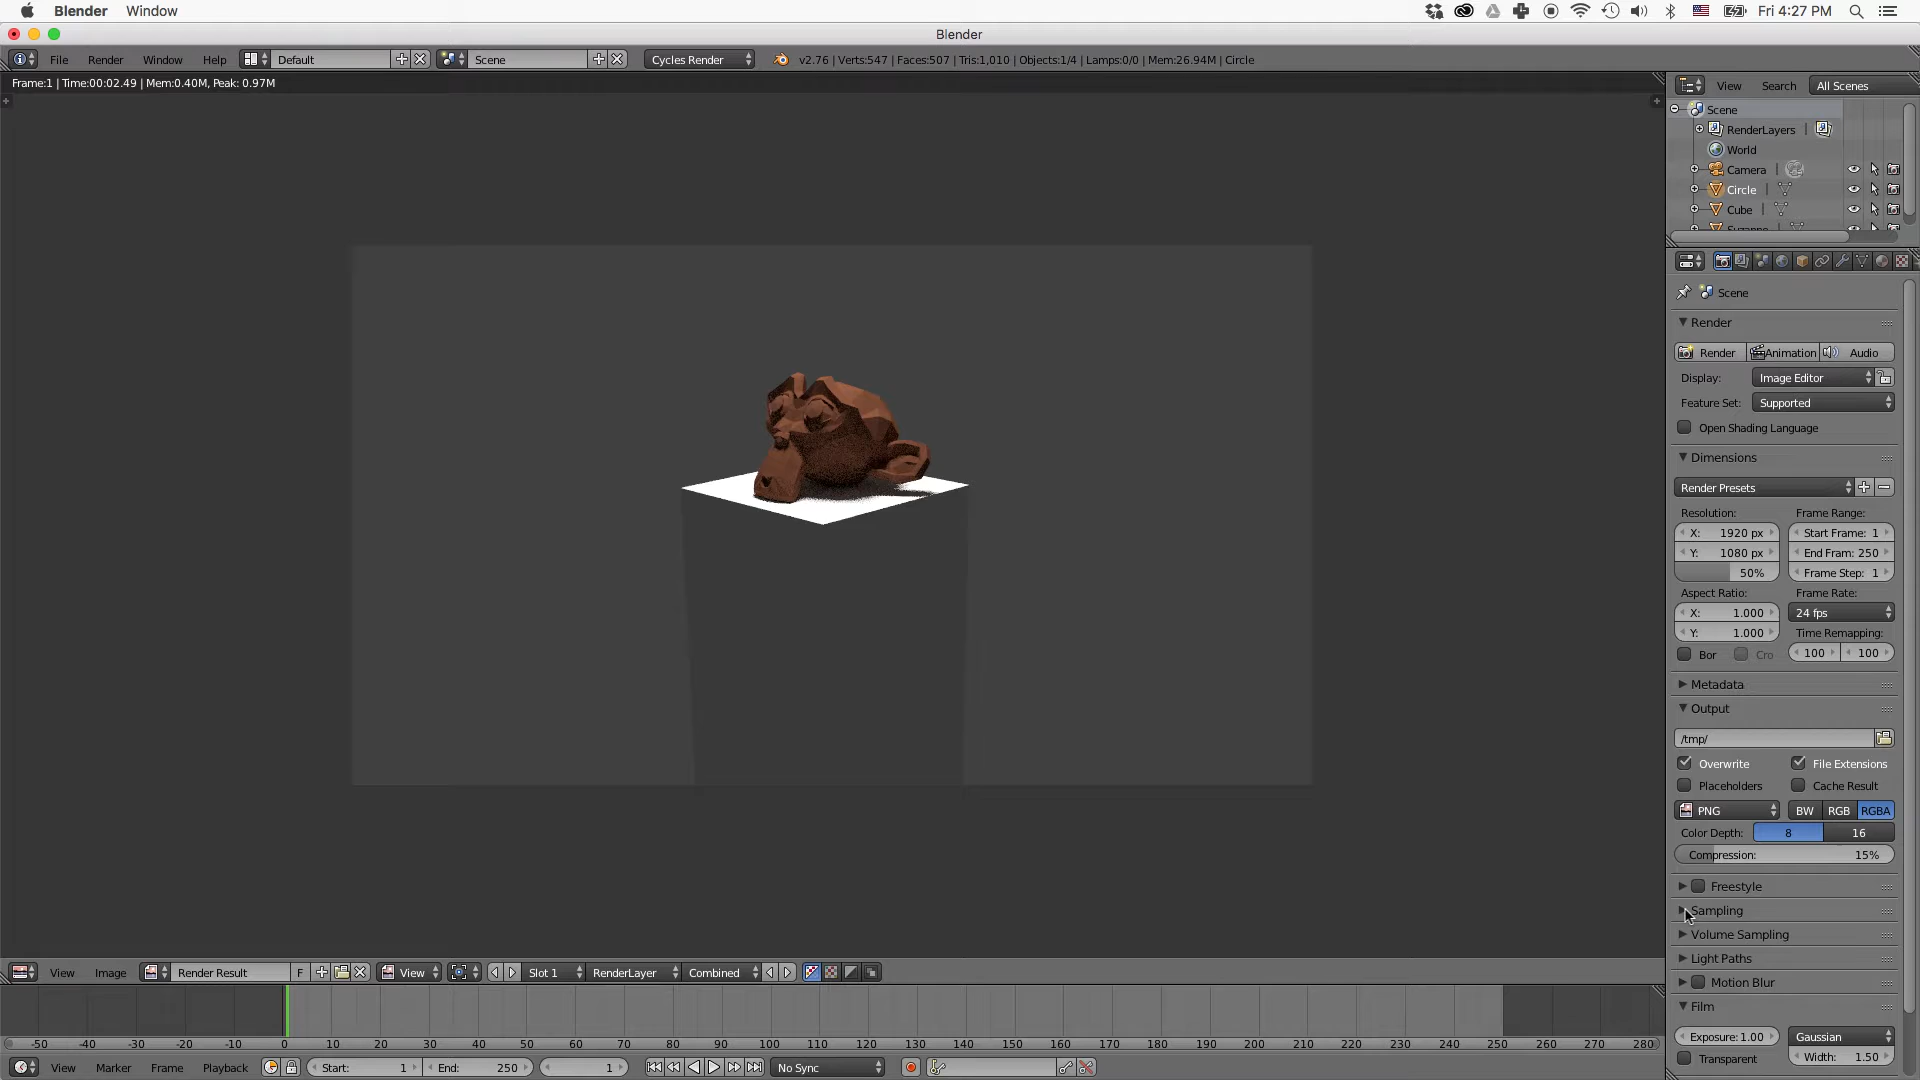 Blender Window Fri 4:27 PM
Blender
File Render Window Help Default Scene Cycles Render v2.76 | Verts:547 | Faces:507 | Tris:1,010 | Objects:1/4 | Lamps:0/0 | Mem:26.94M | Circle
Frame:1 | Time:00:02.49 | Mem:0.40M, Peak: 0.97M
View Search All Scenes
Scene
RenderLayers
World
Camera
Circle
Cube
Scene
Render
Render Animation Audio
Display: Image Editor
Feature Set: Supported
Open Shading Language
Dimensions
Render Presets
Resolution: Frame Range:
X: 1920 px Start Frame: 1
Y: 1080 px End Fram: 250
50% Frame Step: 1
Aspect Ratio: Frame Rate:
X: 1.000 24 fps
Y: 1.000 Time Remapping:
Bor Cro 100 100
Metadata
Output
/tmp/
Overwrite File Extensions
Placeholders Cache Result
PNG BW RGB RGBA
Color Depth: 8 16
Compression: 15%
Freestyle
Sampling
Volume Sampling
Light Paths
Motion Blur
Film
Exposure: 1.00 Gaussian
Transparent Width: 1.50
View Image Render Result F View Slot 1 RenderLayer Combined
-50 -40 -30 -20 -10 0 10 20 30 40 50 60 70 80 90 100 110 120 130 140 150 160 170 180 190 200 210 220 230 240 250 260 270 280
View Marker Frame Playback Start: 1 End: 250 1 No Sync